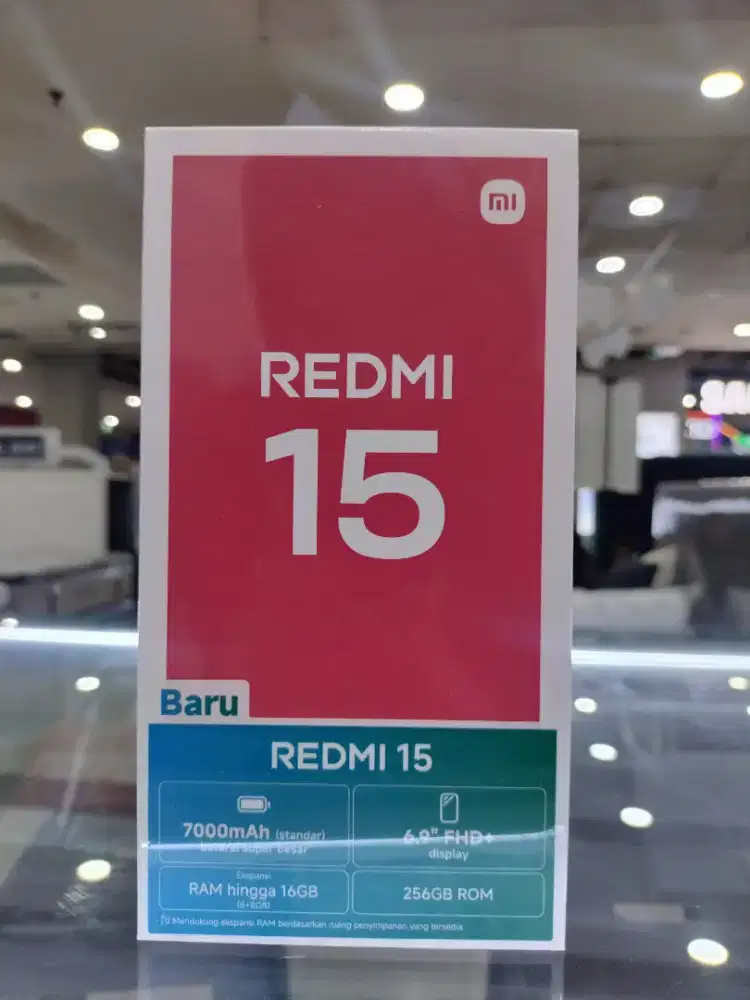 mi
REDMI
15
Baru
REDMI 15
7000mAh (standar)
baterai super besar
6.9" FHD+
display
Ekspansi
RAM hingga 16GB
(8+8GB)
256GB ROM
Mendukung ekspansi RAM berdasarkan ruang penyimpanan yang tersedia